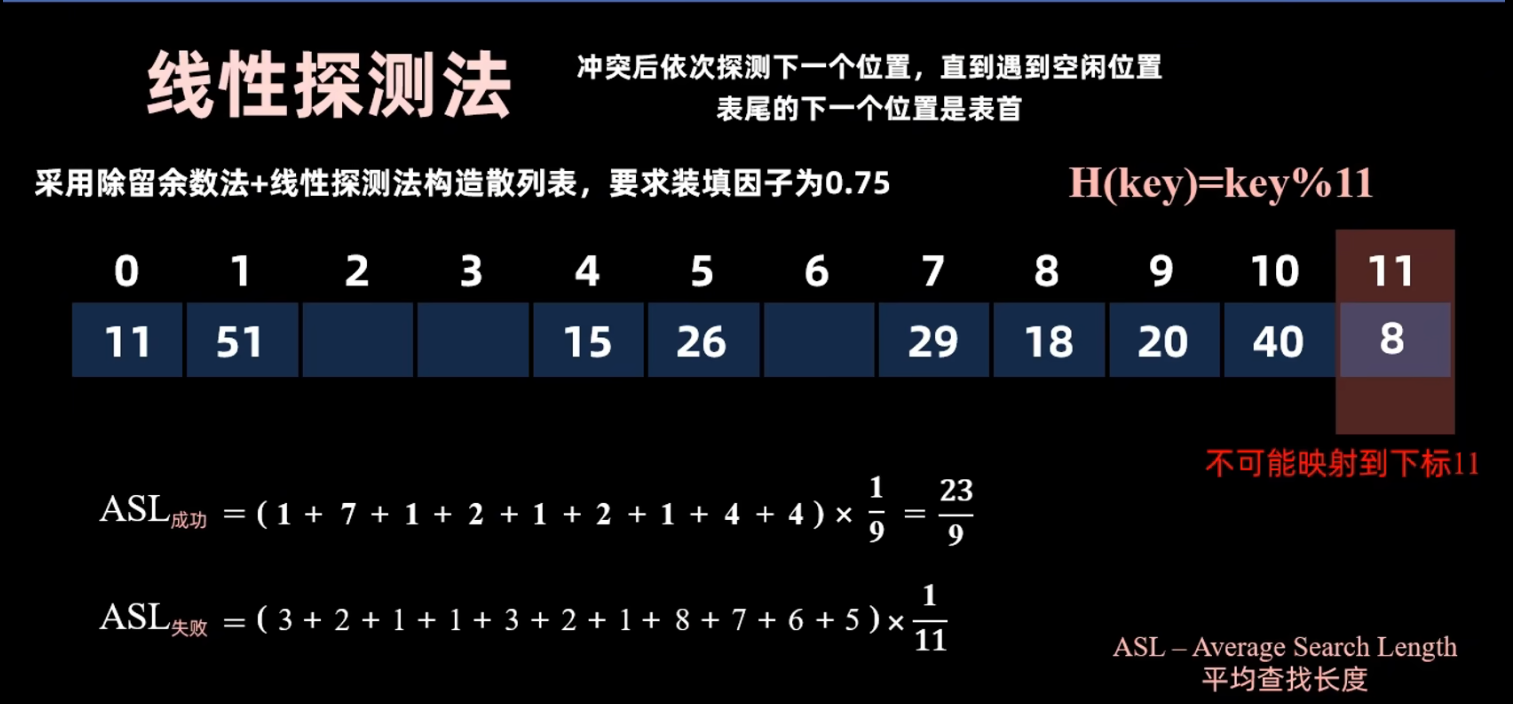 线性探测法
冲突后依次探测下一个位置，直到遇到空闲位置
表尾的下一个位置是表首
采用除留余数法+线性探测法构造散列表，要求装填因子为0.75
H(key)=key%11
0 1 2 3 4 5 6 7 8 9 10 11
11 51 15 26 29 18 20 40 8
不可能映射到下标11
ASL成功 = ( 1 + 7 + 1 + 2 + 1 + 2 + 1 + 4 + 4 ) × 1/9 = 23/9
ASL失败 = ( 3 + 2 + 1 + 1 + 3 + 2 + 1 + 8 + 7 + 6 + 5 ) × 1/11
ASL – Average Search Length
平均查找长度